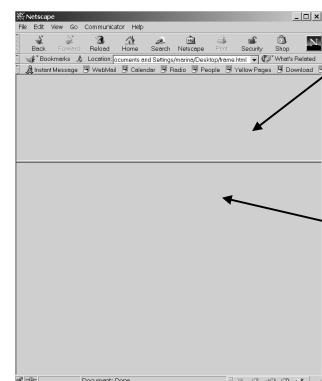 Netscape
File Edit View Go Communicator Help
Back Forward Reload Home Search Netscape Print Security Shop N
Bookmarks Location: ocuments and Settings/marina/Desktop/frame.html What's Related
Instant Message WebMail Calendar Radio People Yellow Pages Download
Document: Done